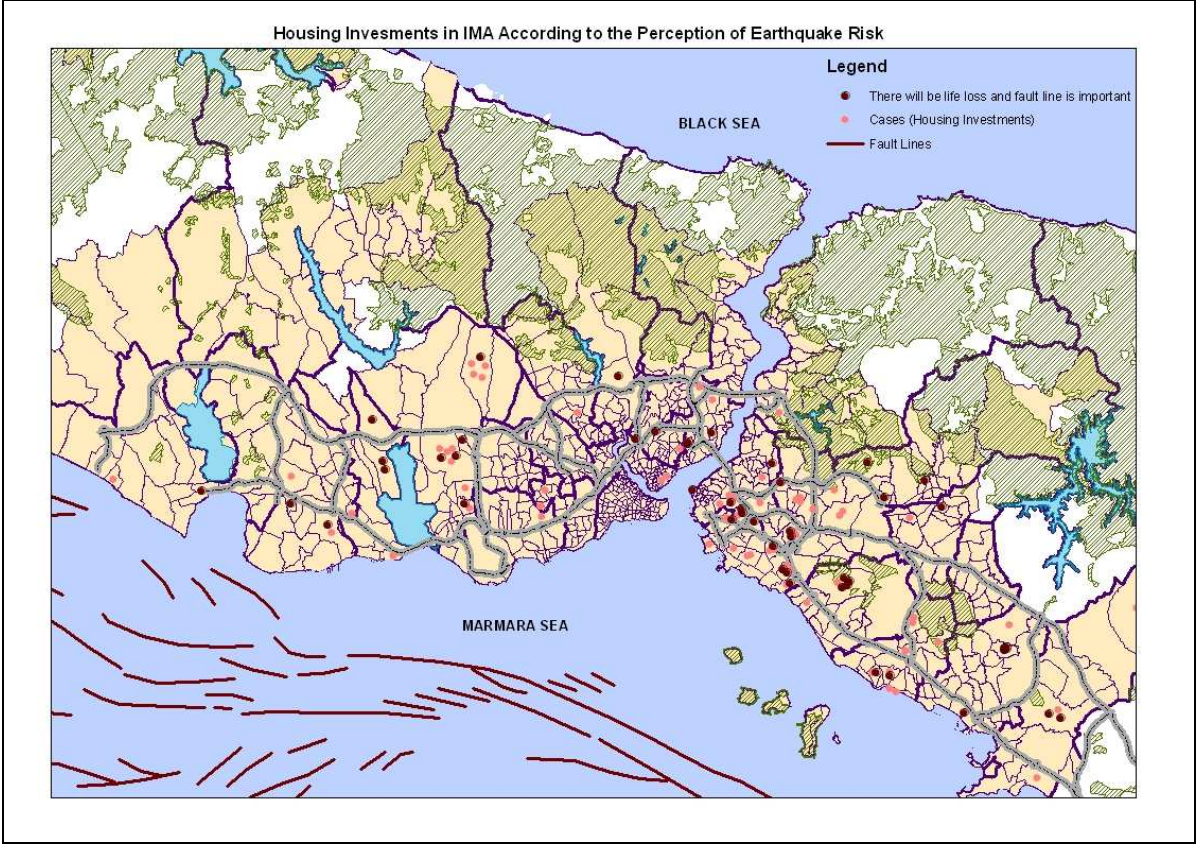 Housing Invesments in IMA According to the Perception of Earthquake Risk
Legend
There will be life loss and fault line is important
Cases (Housing Investments)
Fault Lines
BLACK SEA
MARMARA SEA